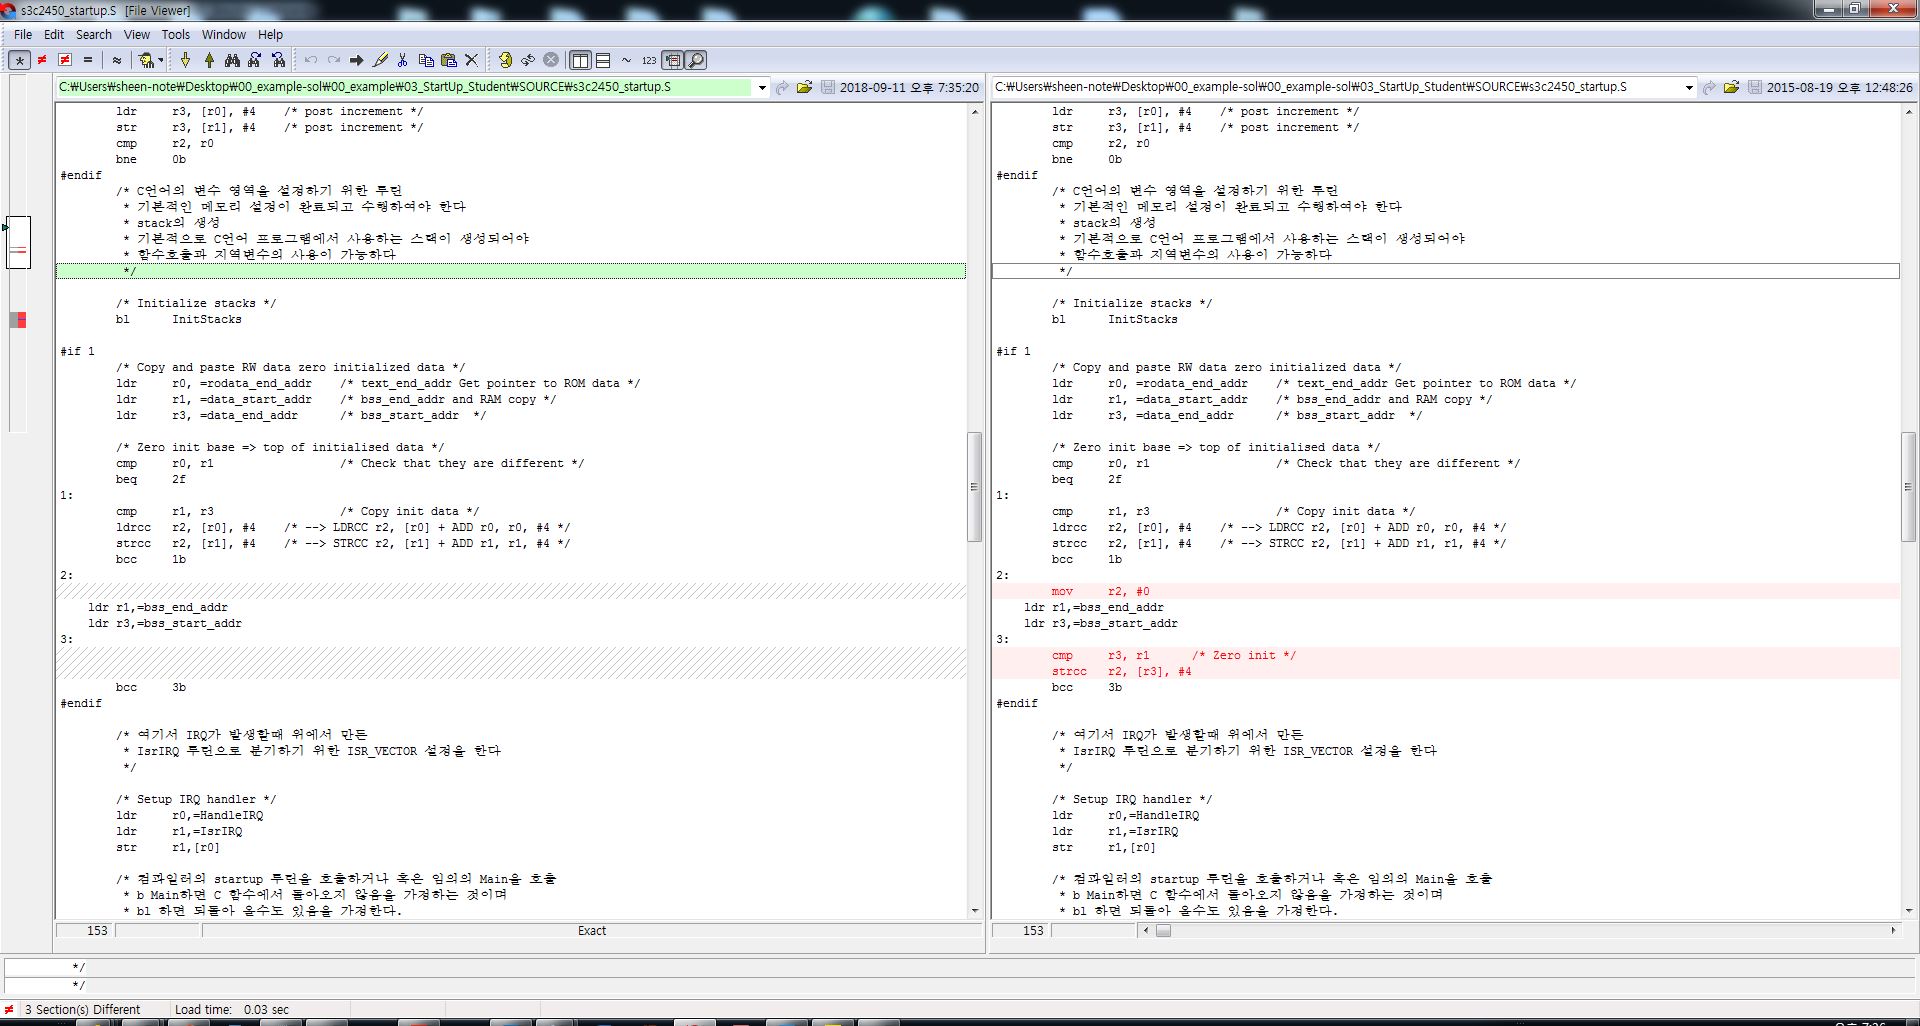 s3c2450_startup.S [File Viewer]
File Edit Search View Tools Window Help
123
C:₩Users₩sheen-note₩Desktop₩00_example-sol₩00_example₩03_StartUp_Student₩SOURCE₩s3c2450_startup.S
2018-09-11 오후 7:35:20
ldr r3, [r0], #4 /* post increment */
str r3, [r1], #4 /* post increment */
cmp r2, r0
bne 0b
#endif
/* C언어의 변수 영역을 설정하기 위한 루틴
* 기본적인 메모리 설정이 완료되고 수행하여야 한다
* stack의 생성
* 기본적으로 C언어 프로그램에서 사용하는 스택이 생성되어야
* 함수호출과 지역변수의 사용이 가능하다
*/
/* Initialize stacks */
bl InitStacks
#if 1
/* Copy and paste RW data zero initialized data */
ldr r0, =rodata_end_addr /* text_end_addr Get pointer to ROM data */
ldr r1, =data_start_addr /* bss_end_addr and RAM copy */
ldr r3, =data_end_addr /* bss_start_addr */
/* Zero init base => top of initialised data */
cmp r0, r1 /* Check that they are different */
beq 2f
1:
cmp r1, r3 /* Copy init data */
ldrcc r2, [r0], #4 /* --> LDRCC r2, [r0] + ADD r0, r0, #4 */
strcc r2, [r1], #4 /* --> STRCC r2, [r1] + ADD r1, r1, #4 */
bcc 1b
2:
ldr r1,=bss_end_addr
ldr r3,=bss_start_addr
3:
bcc 3b
#endif
/* 여기서 IRQ가 발생할때 위에서 만든
* IsrIRQ 루틴으로 분기하기 위한 ISR_VECTOR 설정을 한다
*/
/* Setup IRQ handler */
ldr r0,=HandleIRQ
ldr r1,=IsrIRQ
str r1,[r0]
/* 컴파일러의 startup 루틴을 호출하거나 혹은 임의의 Main을 호출
* b Main하면 C 함수에서 돌아오지 않음을 가정하는 것이며
* bl 하면 되돌아 올수도 있음을 가정한다.
153 Exact
C:₩Users₩sheen-note₩Desktop₩00_example-sol₩00_example-sol₩03_StartUp_Student₩SOURCE₩s3c2450_startup.S
2015-08-19 오후 12:48:26
ldr r3, [r0], #4 /* post increment */
str r3, [r1], #4 /* post increment */
cmp r2, r0
bne 0b
#endif
/* C언어의 변수 영역을 설정하기 위한 루틴
* 기본적인 메모리 설정이 완료되고 수행하여야 한다
* stack의 생성
* 기본적으로 C언어 프로그램에서 사용하는 스택이 생성되어야
* 함수호출과 지역변수의 사용이 가능하다
*/
/* Initialize stacks */
bl InitStacks
#if 1
/* Copy and paste RW data zero initialized data */
ldr r0, =rodata_end_addr /* text_end_addr Get pointer to ROM data */
ldr r1, =data_start_addr /* bss_end_addr and RAM copy */
ldr r3, =data_end_addr /* bss_start_addr */
/* Zero init base => top of initialised data */
cmp r0, r1 /* Check that they are different */
beq 2f
1:
cmp r1, r3 /* Copy init data */
ldrcc r2, [r0], #4 /* --> LDRCC r2, [r0] + ADD r0, r0, #4 */
strcc r2, [r1], #4 /* --> STRCC r2, [r1] + ADD r1, r1, #4 */
bcc 1b
2:
mov r2, #0
ldr r1,=bss_end_addr
ldr r3,=bss_start_addr
3:
cmp r3, r1 /* Zero init */
strcc r2, [r3], #4
bcc 3b
#endif
/* 여기서 IRQ가 발생할때 위에서 만든
* IsrIRQ 루틴으로 분기하기 위한 ISR_VECTOR 설정을 한다
*/
/* Setup IRQ handler */
ldr r0,=HandleIRQ
ldr r1,=IsrIRQ
str r1,[r0]
/* 컴파일러의 startup 루틴을 호출하거나 혹은 임의의 Main을 호출
* b Main하면 C 함수에서 돌아오지 않음을 가정하는 것이며
* bl 하면 되돌아 올수도 있음을 가정한다.
153
*/
*/
3 Section(s) Different Load time: 0.03 sec